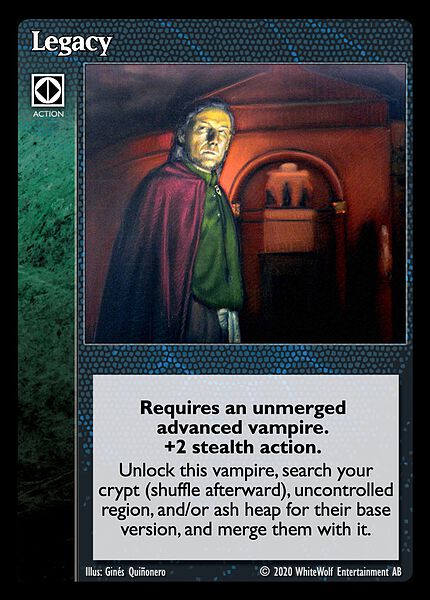 Legacy
ACTION
Requires an unmerged
advanced vampire.
+2 stealth action.
Unlock this vampire, search your
crypt (shuffle afterward), uncontrolled
region, and/or ash heap for their base
version, and merge them with it.
Illus: Ginés Quiñonero
© 2020 WhiteWolf Entertainment AB